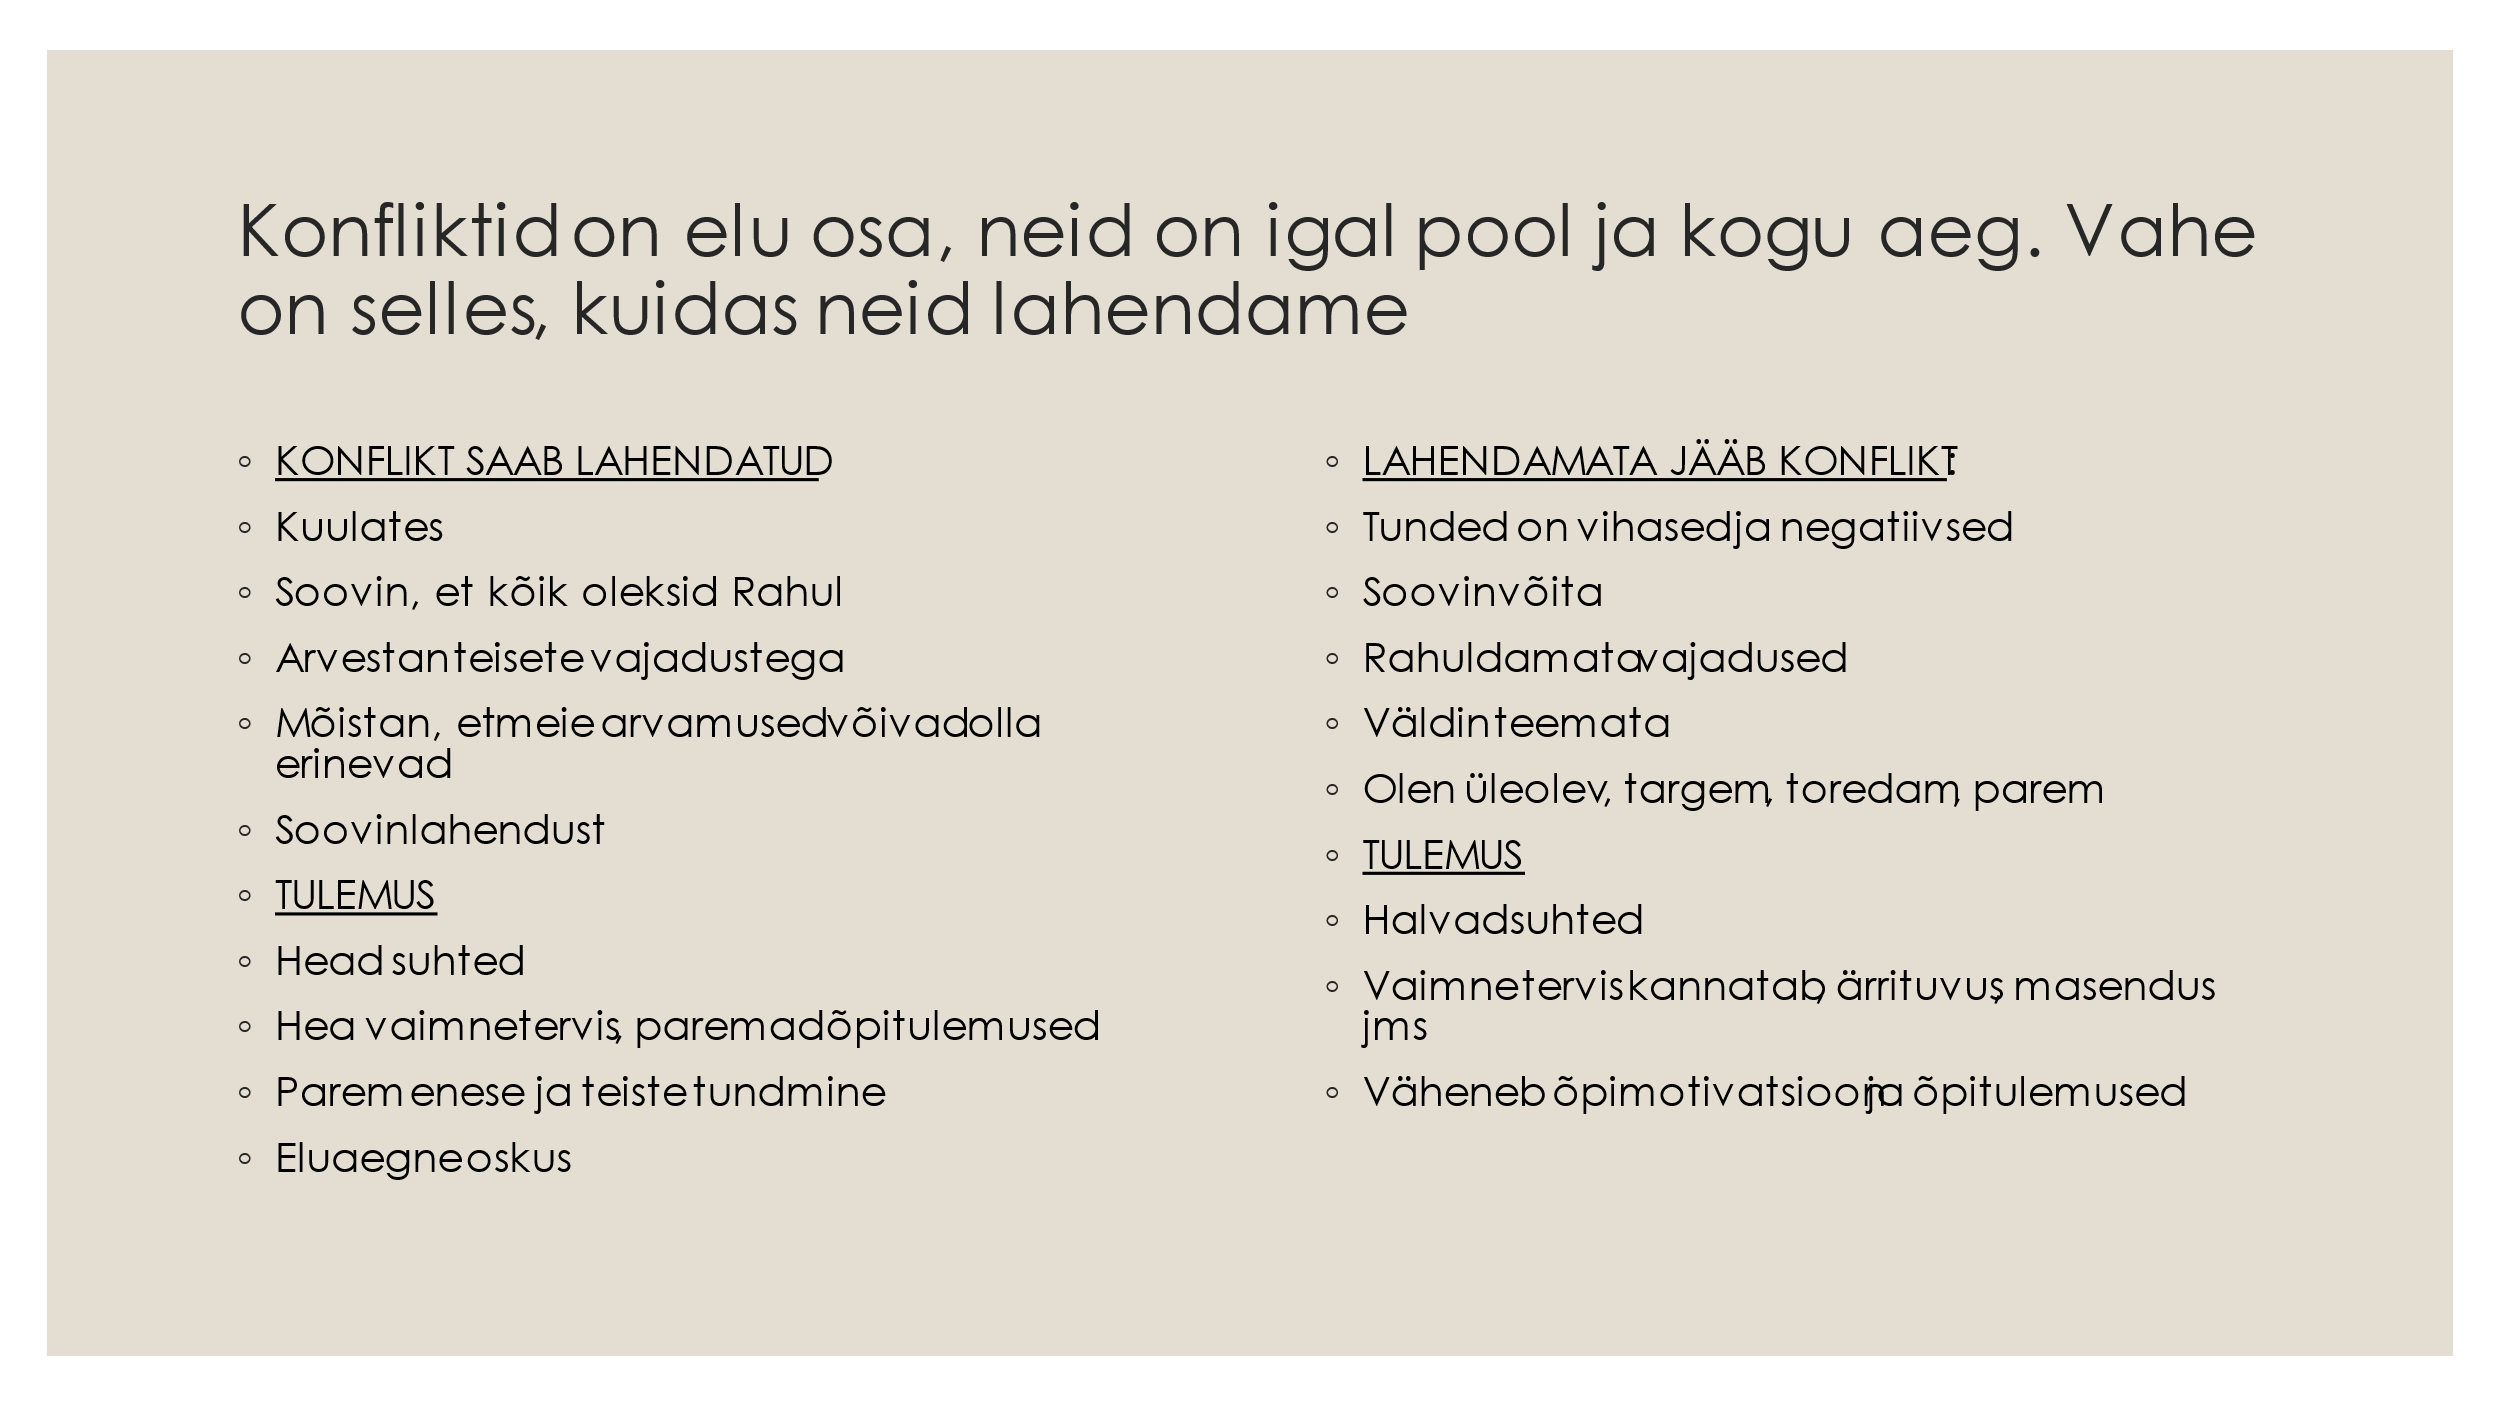 Konfliktid on elu osa, neid on igal pool ja kogu aeg. Vahe
on selles, kuidas neid lahendame
◦ KONFLIKT SAAB LAHENDATUD
◦ Kuulates
◦ Soovin, et kõik oleksid Rahul
◦ Arvestan teisete vajadustega
◦ Mõistan, et meie arvamused võivad olla
erinevad
◦ Soovin lahendust
◦ TULEMUS
◦ Head suhted
◦ Hea vaimne tervis, paremad õpitulemused
◦ Parem enese ja teiste tundmine
◦ Eluaegne oskus
◦ LAHENDAMATA JÄÄB KONFLIKT:
◦ Tunded on vihased ja negatiivsed
◦ Soovin võita
◦ Rahuldamata vajadused
◦ Väldin teemata
◦ Olen üleolev, targem, toredam, parem
◦ TULEMUS
◦ Halvad suhted
◦ Vaimne tervis kannatab, ärrituvus, masendus
jms
◦ Väheneb õpimotivatsioon ja õpitulemused